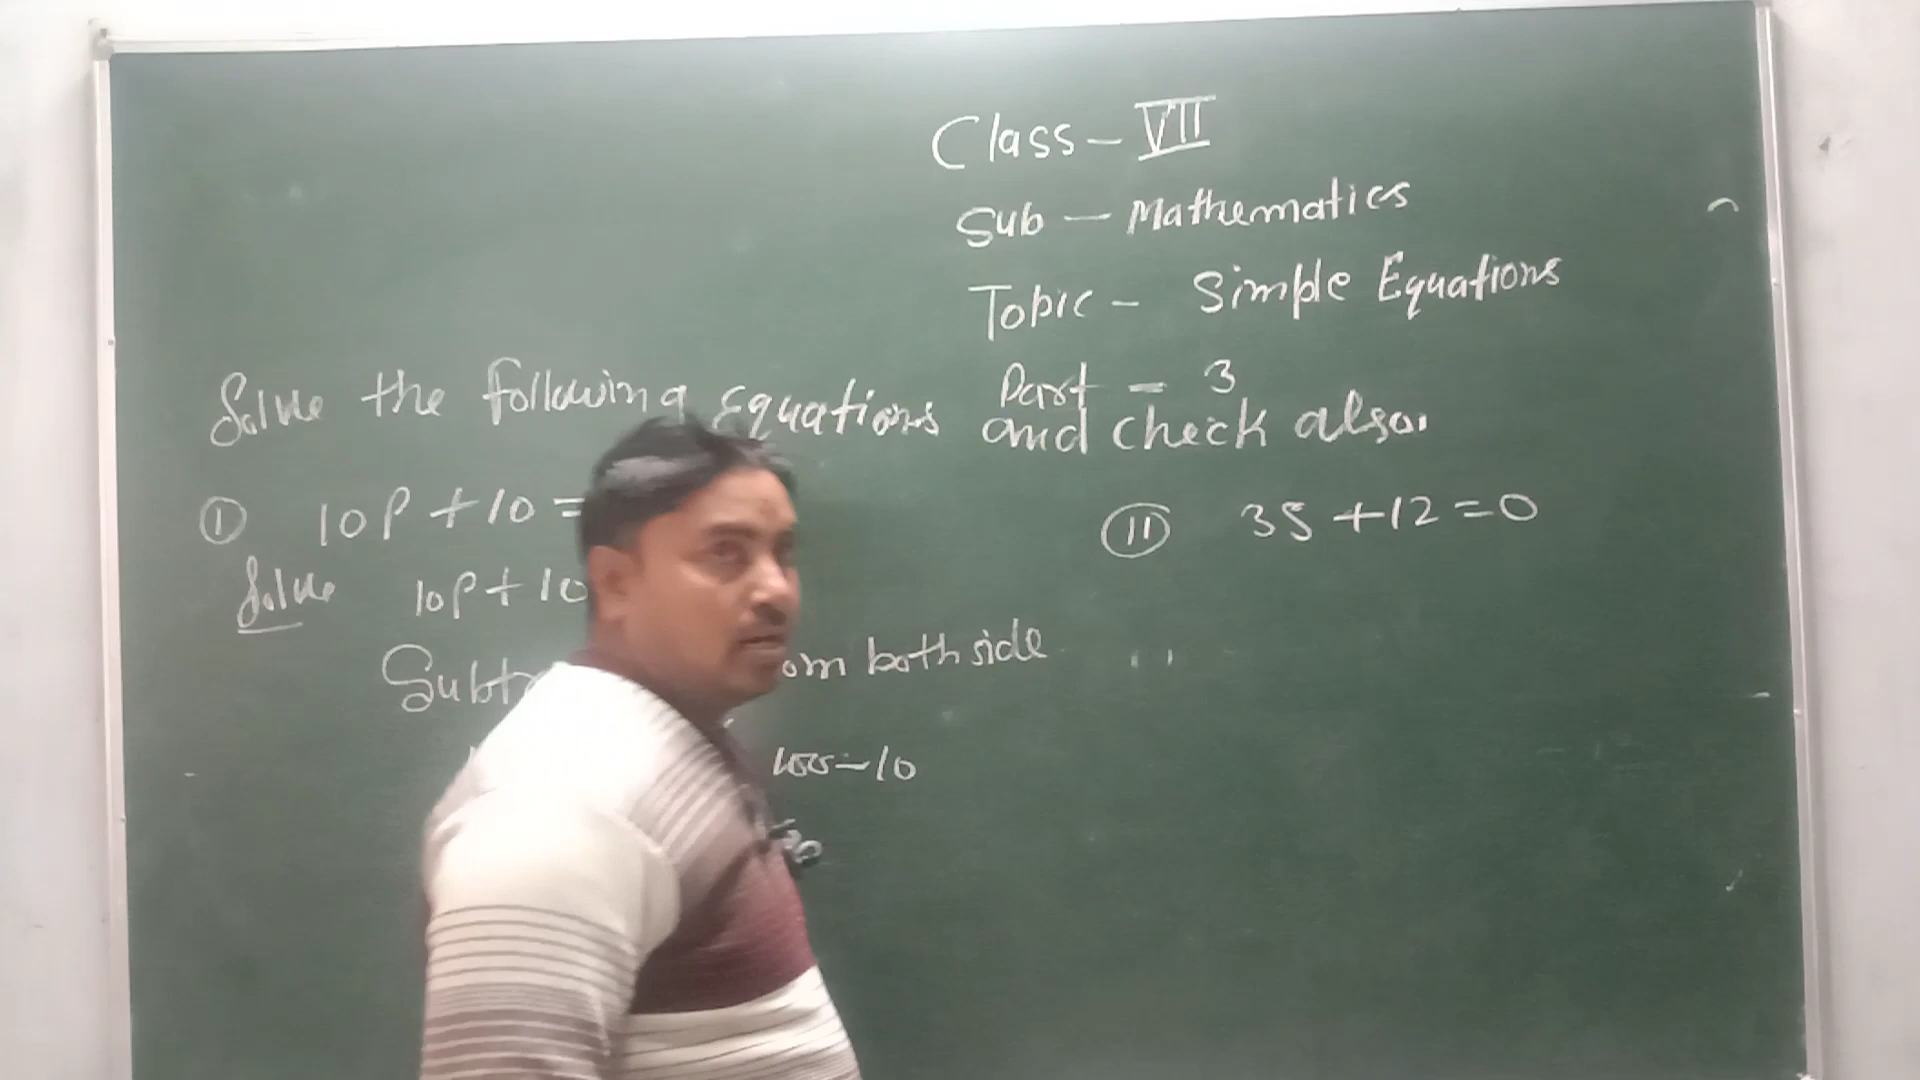 Class - VII
Sub - Mathematics
Topic - Simple Equations
Part - 3
Solve the following Equations and check also.
① 10p + 10 =
Solve 10p + 10
Subt om both side
100 - 10
⑪ 3s + 12 = 0